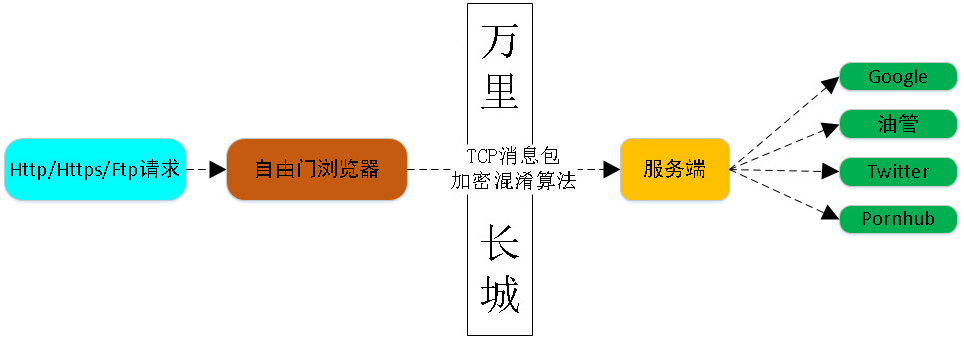 Http/Https/Ftp请求
自由门浏览器
万
里
TCP消息包
加密混淆算法
长
城
服务端
Google
油管
Twitter
Pornhub